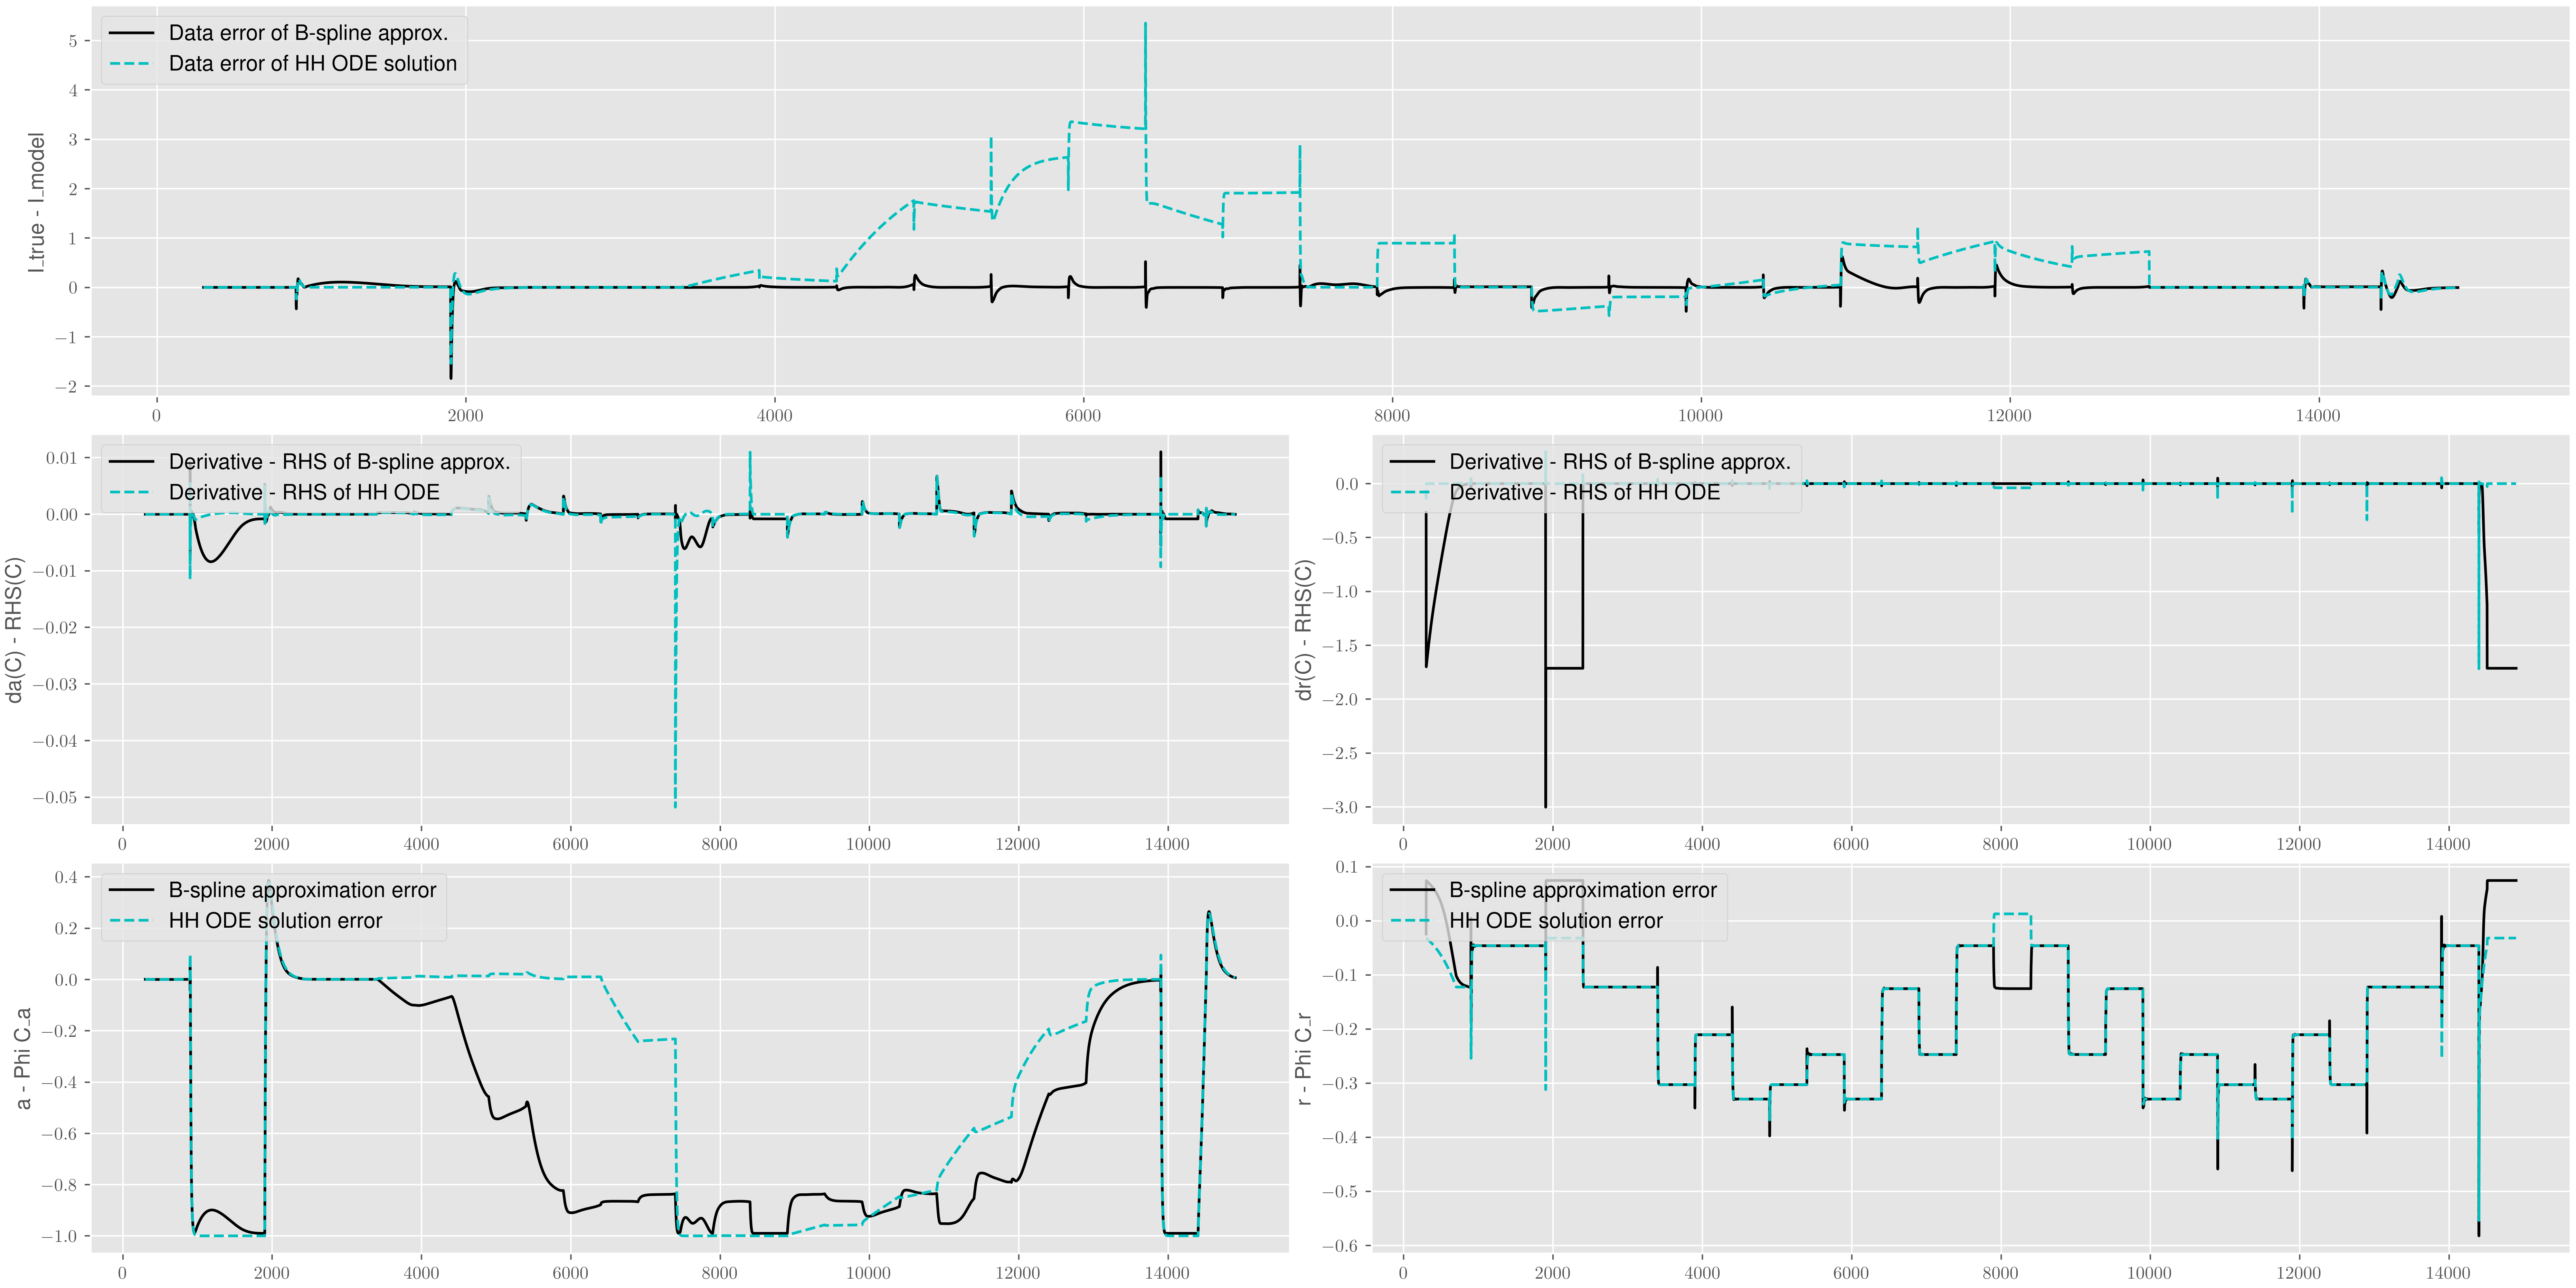 Data error of B-spline approx.
Data error of HH ODE solution
I_true - I_model
5
4
3
2
1
0
−1
−2
0 2000 4000 6000 8000 10000 12000 14000
Derivative - RHS of B-spline approx.
Derivative - RHS of HH ODE
da(C) - RHS(C)
0.01
0.00
−0.01
−0.02
−0.03
−0.04
−0.05
0 2000 4000 6000 8000 10000 12000 14000
Derivative - RHS of B-spline approx.
Derivative - RHS of HH ODE
dr(C) - RHS(C)
0.0
−0.5
−1.0
−1.5
−2.0
−2.5
−3.0
0 2000 4000 6000 8000 10000 12000 14000
B-spline approximation error
HH ODE solution error
a - Phi C_a
0.4
0.2
0.0
−0.2
−0.4
−0.6
−0.8
−1.0
0 2000 4000 6000 8000 10000 12000 14000
B-spline approximation error
HH ODE solution error
r - Phi C_r
0.1
0.0
−0.1
−0.2
−0.3
−0.4
−0.5
−0.6
0 2000 4000 6000 8000 10000 12000 14000